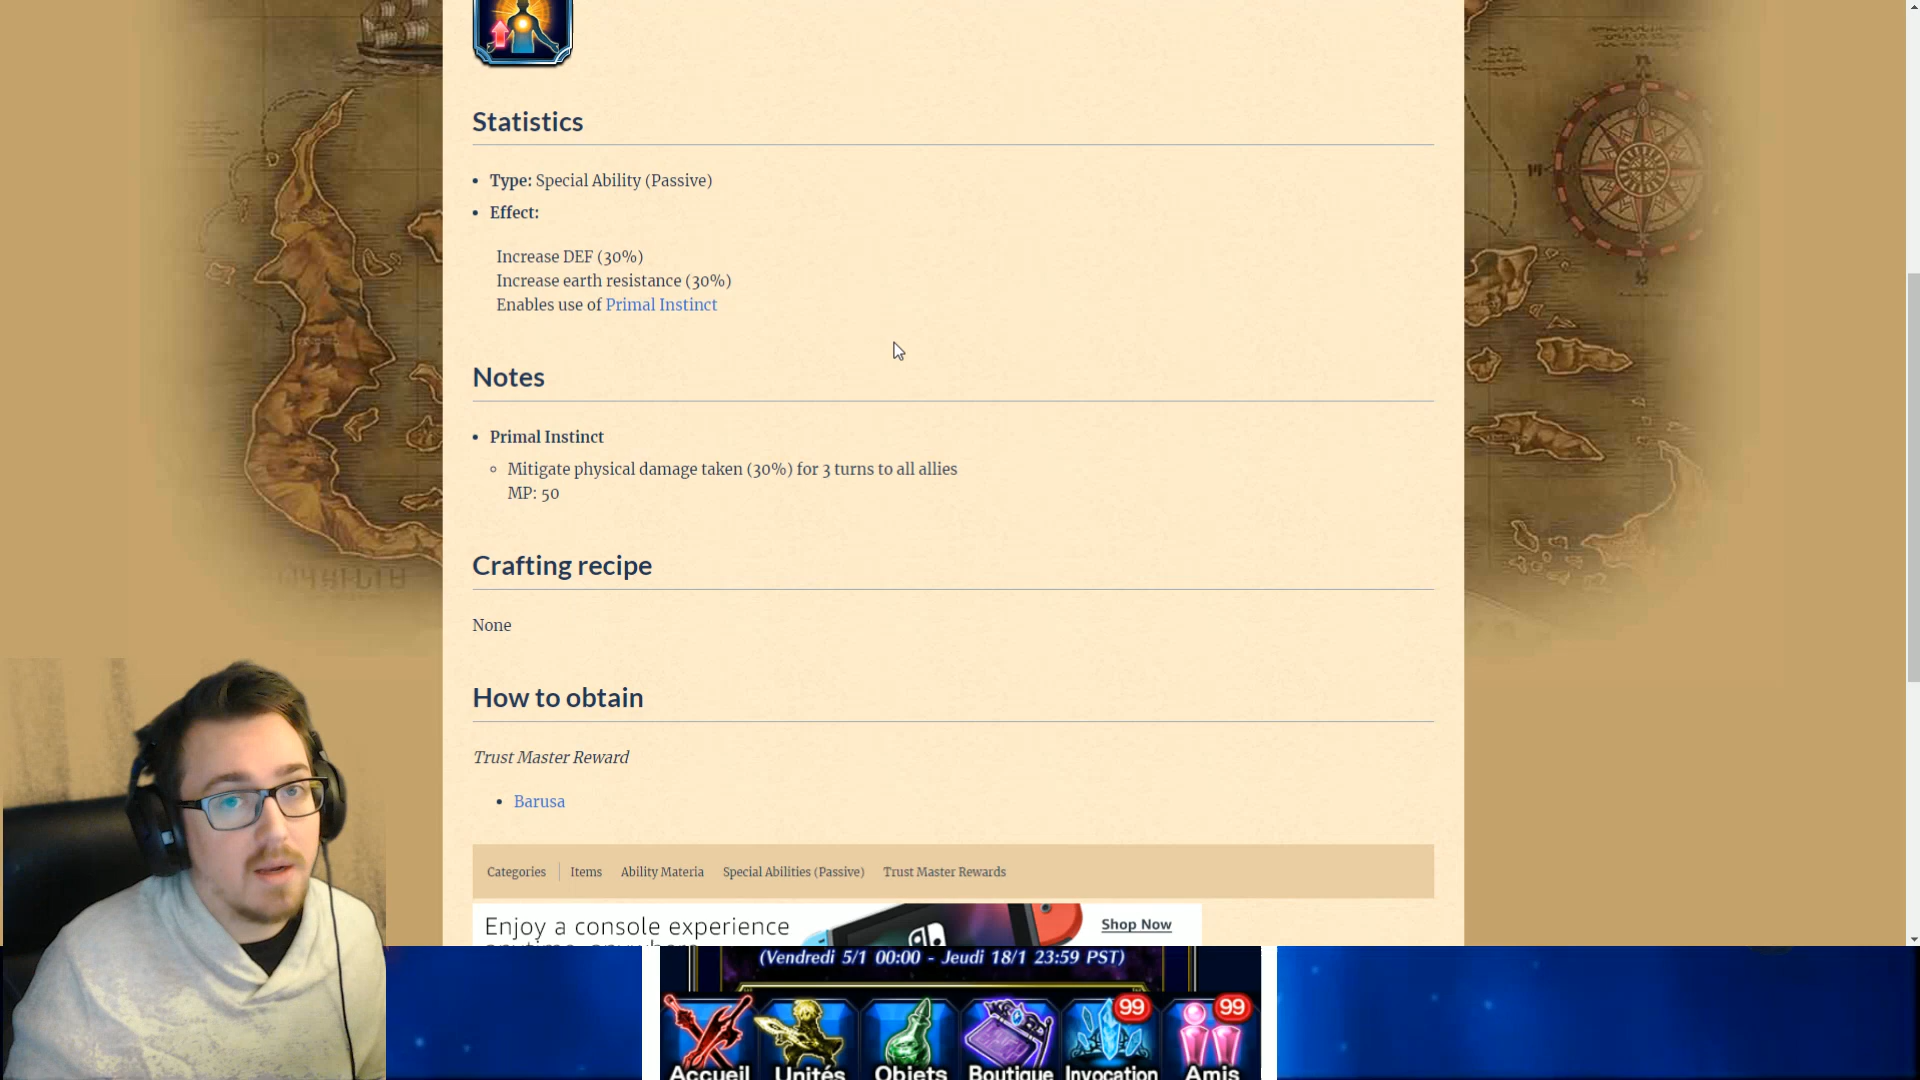 Statistics
Type: Special Ability (Passive)
Effect:
Increase DEF (30%)
Increase earth resistance (30%)
Enables use of Primal Instinct
Notes
Primal Instinct
Mitigate physical damage taken (30%) for 3 turns to all allies
MP: 50
Crafting recipe
None
How to obtain
Trust Master Reward
Barusa
Categories Items Ability Materia Special Abilities (Passive) Trust Master Rewards
Enjoy a console experience
Shop Now
(Vendredi 5/1 00:00 - Jeudi 18/1 23:59 PST)
99 99
Accueil Unités Objets Boutique Invocation Amis